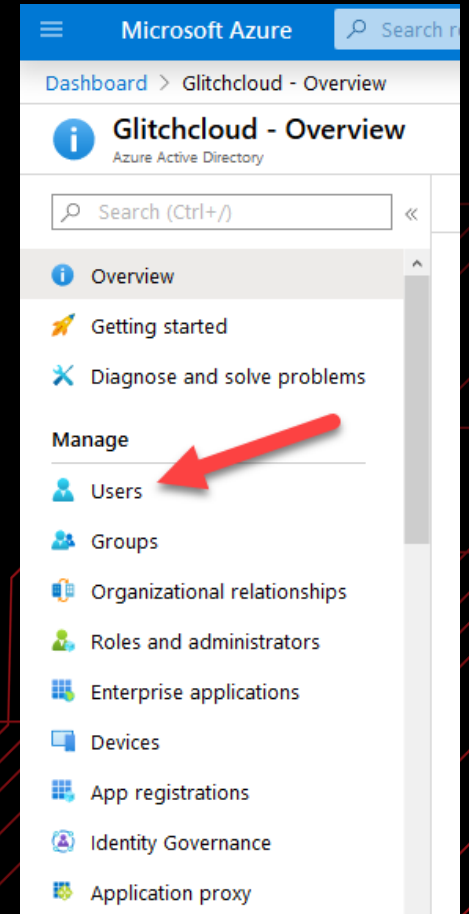 Microsoft Azure
Search r
Dashboard > Glitchcloud - Overview
Glitchcloud - Overview
Azure Active Directory
Search (Ctrl+/)
«
Overview
Getting started
Diagnose and solve problems
Manage
Users
Groups
Organizational relationships
Roles and administrators
Enterprise applications
Devices
App registrations
Identity Governance
Application proxy